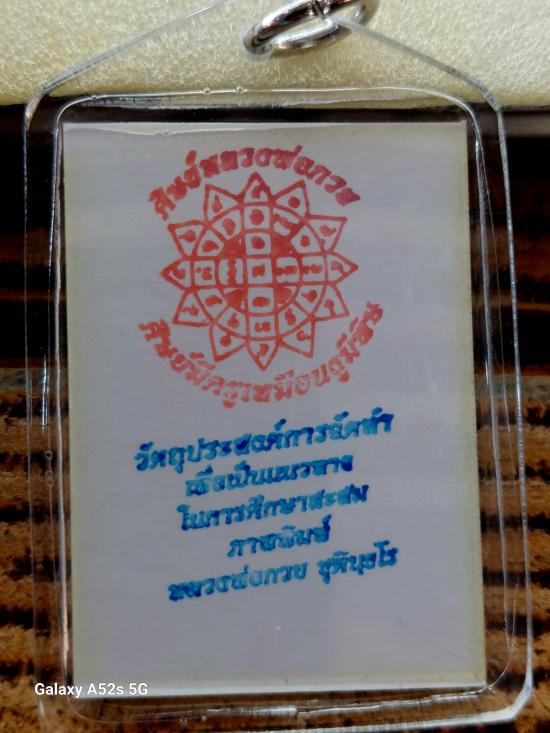 ศิษย์หลวงพ่อกวย
ศิษย์มีครูเหมือนงูมีพิษ
วัตถุประสงค์การจัดทำ
เพื่อเป็นแนวทาง
ในการศึกษาสะสม
ภาพพิมพ์
หลวงพ่อกวย ชุตินฺธโร
Galaxy A52s 5G